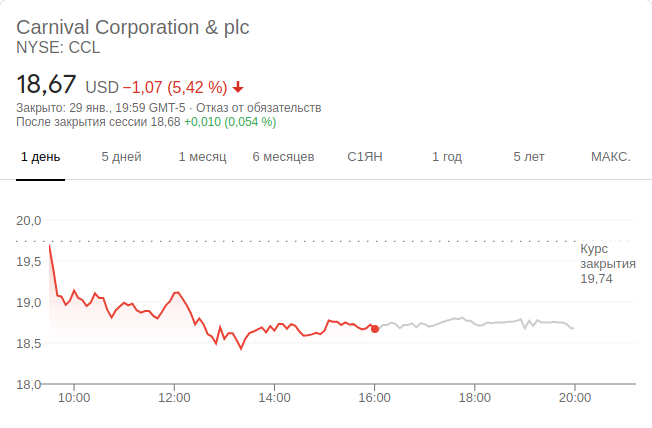 Carnival Corporation & plc
NYSE: CCL
18,67 USD −1,07 (5,42 %)
Закрыто: 29 янв., 19:59 GMT-5 · Отказ от обязательств
После закрытия сессии 18,68 +0,010 (0,054 %)
1 день 5 дней 1 месяц 6 месяцев С1ЯН 1 год 5 лет МАКС.
20,0
Курс
закрытия
19,74
19,5
19,0
18,5
18,0
10:00 12:00 14:00 16:00 18:00 20:00